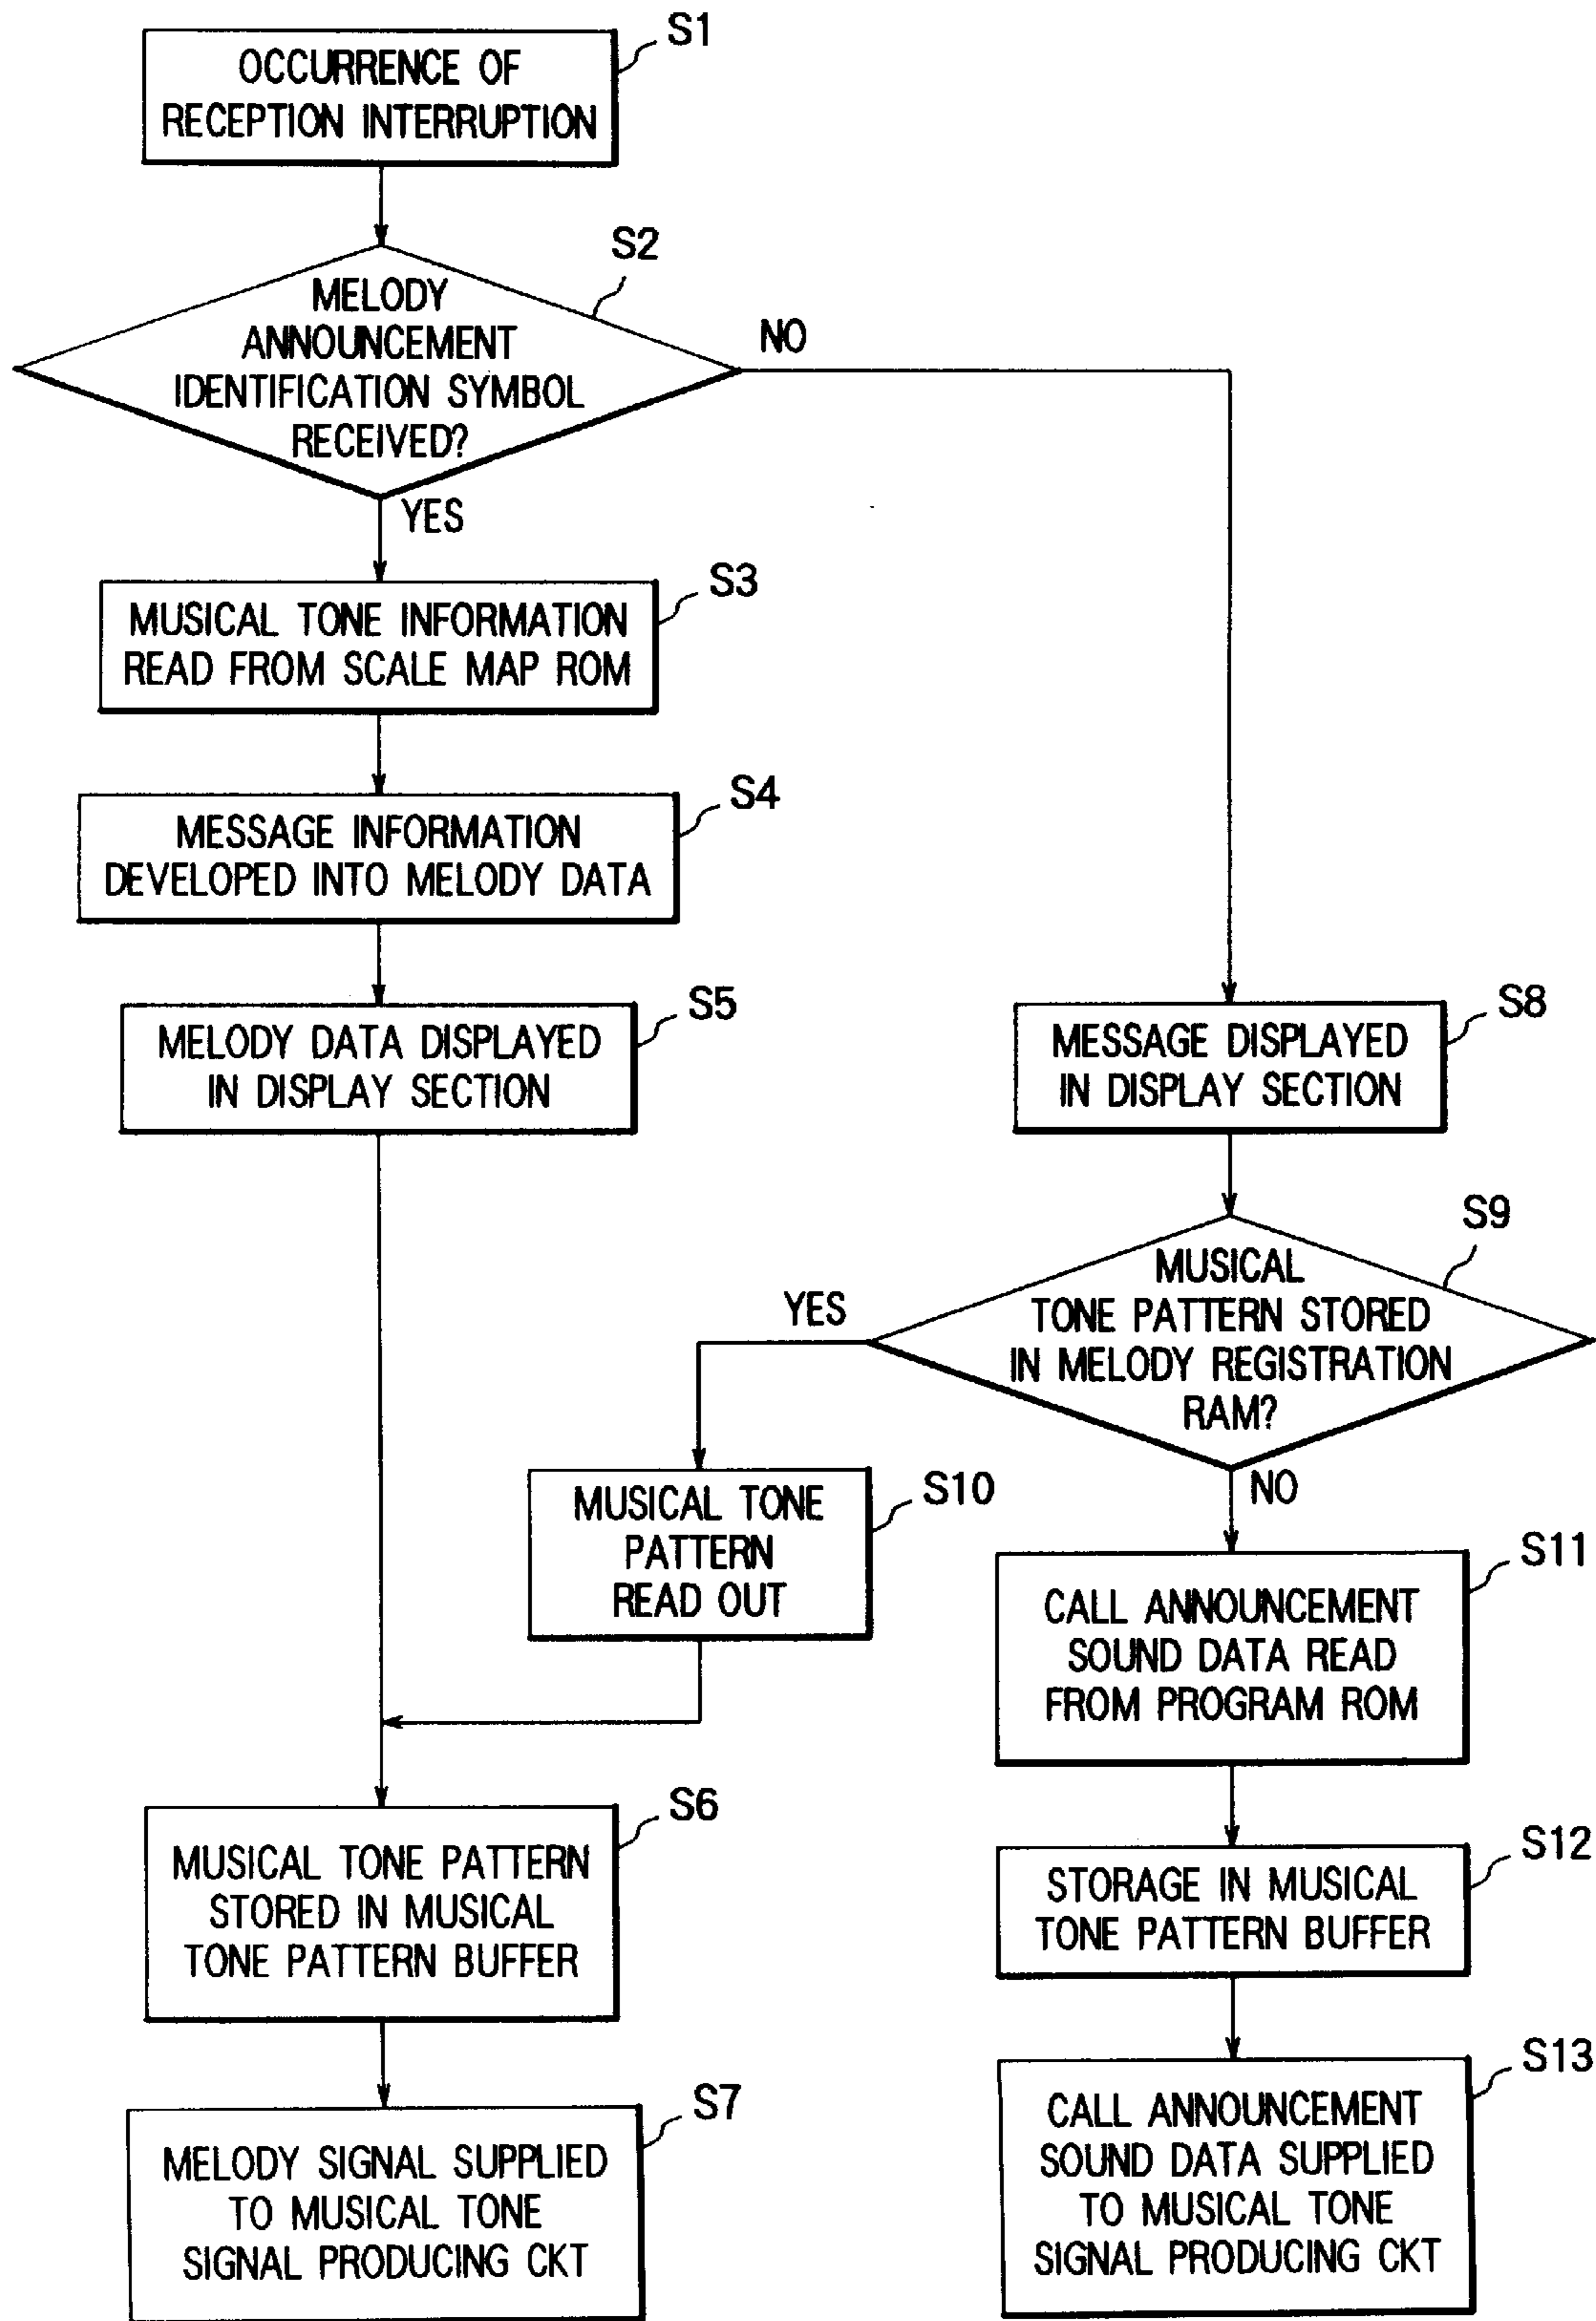 S1
OCCURRENCE OF
RECEPTION INTERRUPTION
S2
MELODY
ANNOUNCEMENT
IDENTIFICATION SYMBOL
RECEIVED?
NO
YES
S3
MUSICAL TONE INFORMATION
READ FROM SCALE MAP ROM
S4
MESSAGE INFORMATION
DEVELOPED INTO MELODY DATA
S5
MELODY DATA DISPLAYED
IN DISPLAY SECTION
S8
MESSAGE DISPLAYED
IN DISPLAY SECTION
S9
MUSICAL
TONE PATTERN STORED
IN MELODY REGISTRATION
RAM?
YES
NO
S10
MUSICAL TONE
PATTERN
READ OUT
S11
CALL ANNOUNCEMENT
SOUND DATA READ
FROM PROGRAM ROM
S6
MUSICAL TONE PATTERN
STORED IN MUSICAL
TONE PATTERN BUFFER
S12
STORAGE IN MUSICAL
TONE PATTERN BUFFER
S7
MELODY SIGNAL SUPPLIED
TO MUSICAL TONE
SIGNAL PRODUCING CKT
S13
CALL ANNOUNCEMENT
SOUND DATA SUPPLIED
TO MUSICAL TONE
SIGNAL PRODUCING CKT